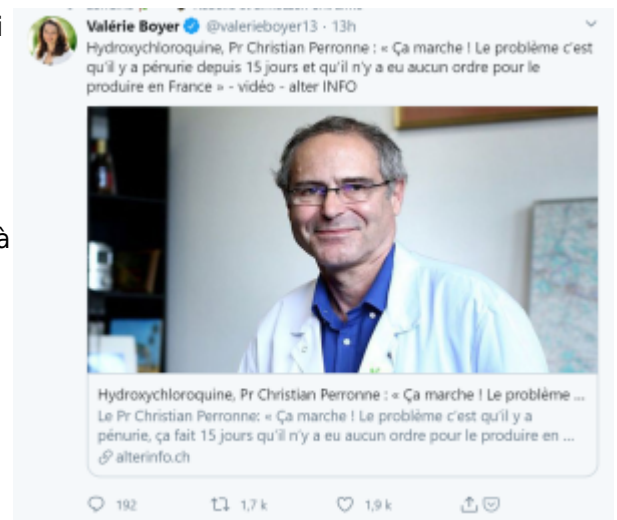 i
Valérie Boyer @valerieboyer13 · 13h
Hydroxychloroquine, Pr Christian Perronne : « Ça marche ! Le problème c'est
qu'il y a pénurie depuis 15 jours et qu'il n'y a eu aucun ordre pour le
produire en France » - vidéo - alter INFO
à
Hydroxychloroquine, Pr Christian Perronne : « Ça marche ! Le problème ...
Le Pr Christian Perronne: « Ça marche ! Le problème c'est qu'il y a
pénurie, ça fait 15 jours qu'il n'y a eu aucun ordre pour le produire en ...
alterinfo.ch
192 1,7 k 1,9 k